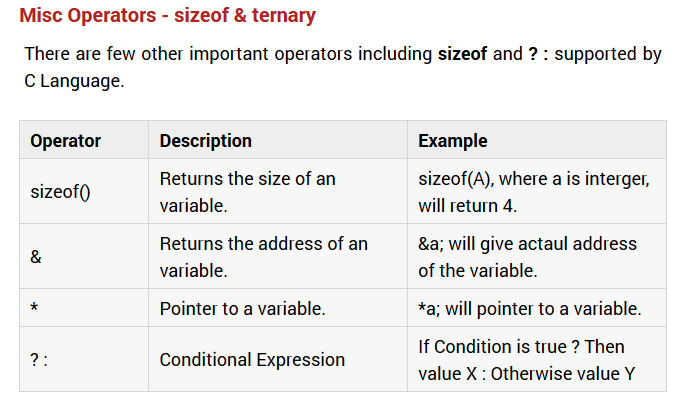 Misc Operators - sizeof & ternary
There are few other important operators including sizeof and ? : supported by
C Language.
Operator Description Example
sizeof() Returns the size of an variable. sizeof(A), where a is interger, will return 4.
& Returns the address of an variable. &a; will give actaul address of the variable.
* Pointer to a variable. *a; will pointer to a variable.
? : Conditional Expression If Condition is true ? Then value X : Otherwise value Y